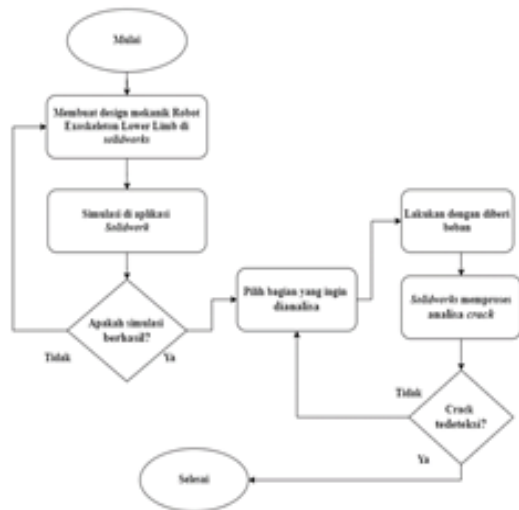 Mulai
Membuat design mekanik Robot
Exoskeleton Lower Limb di
solidworks
Simulasi di aplikasi
Solidwork
Apakah simulasi
berhasil?
Tidak
Ya
Pilih bagian yang ingin
dianalisa
Lakukan dengan diberi
beban
Solidworks memproses
analisa crack
Tidak
Crack
tedeteksi?
Ya
Selesai